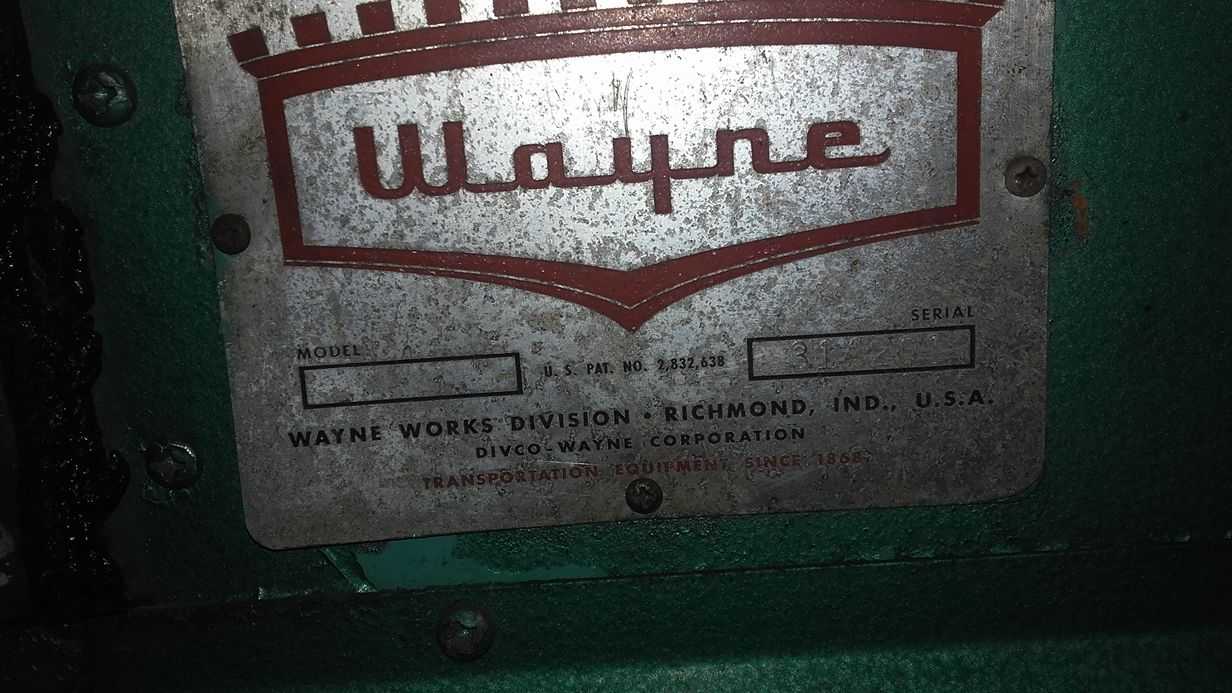 Wayne
SERIAL
MODEL
U. S. PAT. NO. 2,832,638
WAYNE WORKS DIVISION • RICHMOND, IND., U.S.A.
DIVCO-WAYNE CORPORATION
TRANSPORTATION EQUIPMENT SINCE 1868